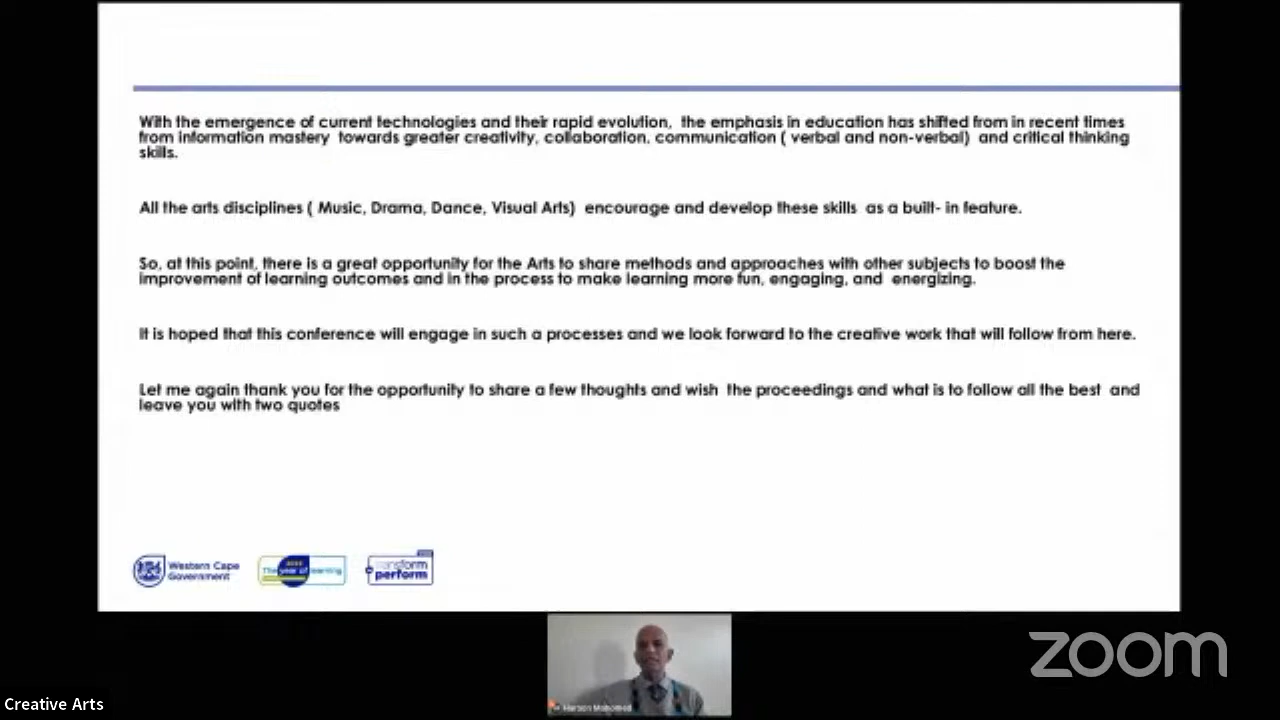 With the emergence of current technologies and their rapid evolution, the emphasis in education has shifted from in recent times
from information mastery towards greater creativity, collaboration, communication ( verbal and non-verbal) and critical thinking
skills.
All the arts disciplines ( Music, Drama, Dance, Visual Arts) encourage and develop these skills as a built- in feature.
So, at this point, there is a great opportunity for the Arts to share methods and approaches with other subjects to boost the
improvement of learning outcomes and in the process to make learning more fun, engaging, and energizing.
It is hoped that this conference will engage in such a processes and we look forward to the creative work that will follow from here.
Let me again thank you for the opportunity to share a few thoughts and wish the proceedings and what is to follow all the best and
leave you with two quotes
Western Cape
Government
The year of learning
transform
perform
zoom
Creative Arts
Mohomed